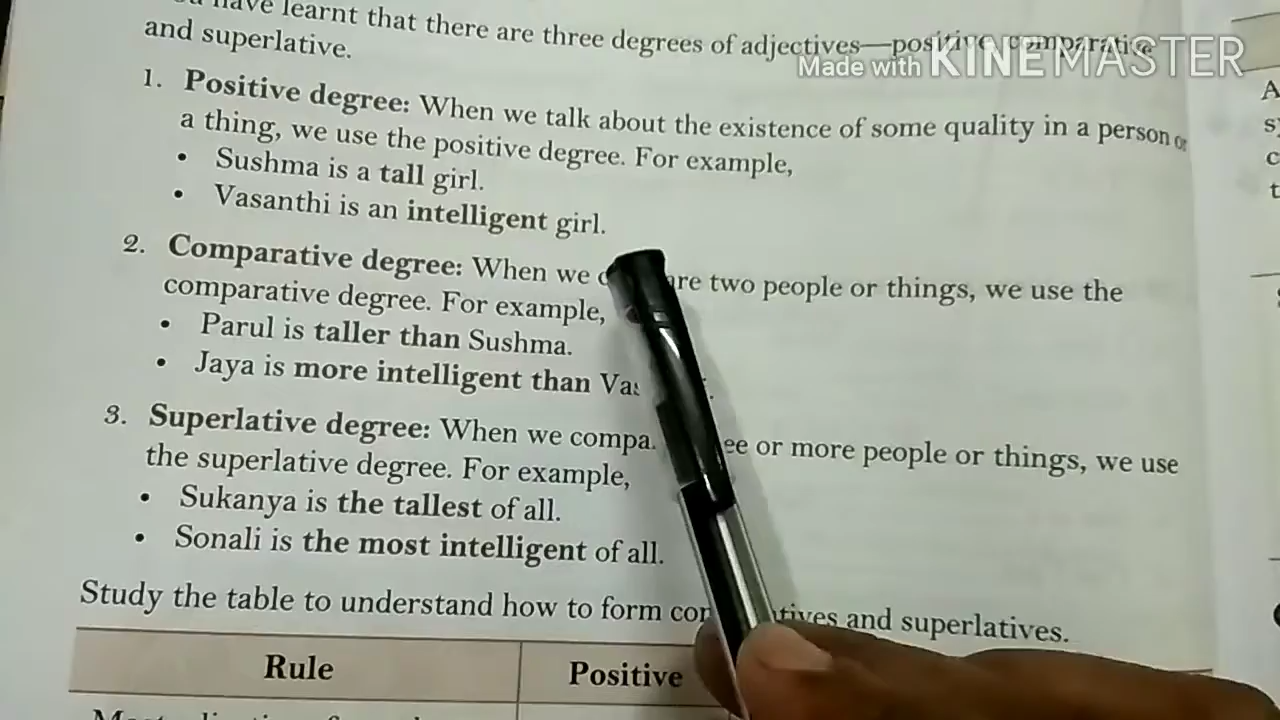 have learnt that there are three degrees of adjectives—positive, comparative
and superlative.
Made with KINEMASTER
1. Positive degree: When we talk about the existence of some quality in a person or
a thing, we use the positive degree. For example,
• Sushma is a tall girl.
• Vasanthi is an intelligent girl.
2. Comparative degree: When we two people or things, we use the
comparative degree. For example,
• Parul is taller than Sushma.
• Jaya is more intelligent than
3. Superlative degree: When we or more people or things, we use
the superlative degree. For example,
• Sukanya is the tallest of all.
• Sonali is the most intelligent of all.
Study the table to understand how to form and superlatives.
Rule
Positive